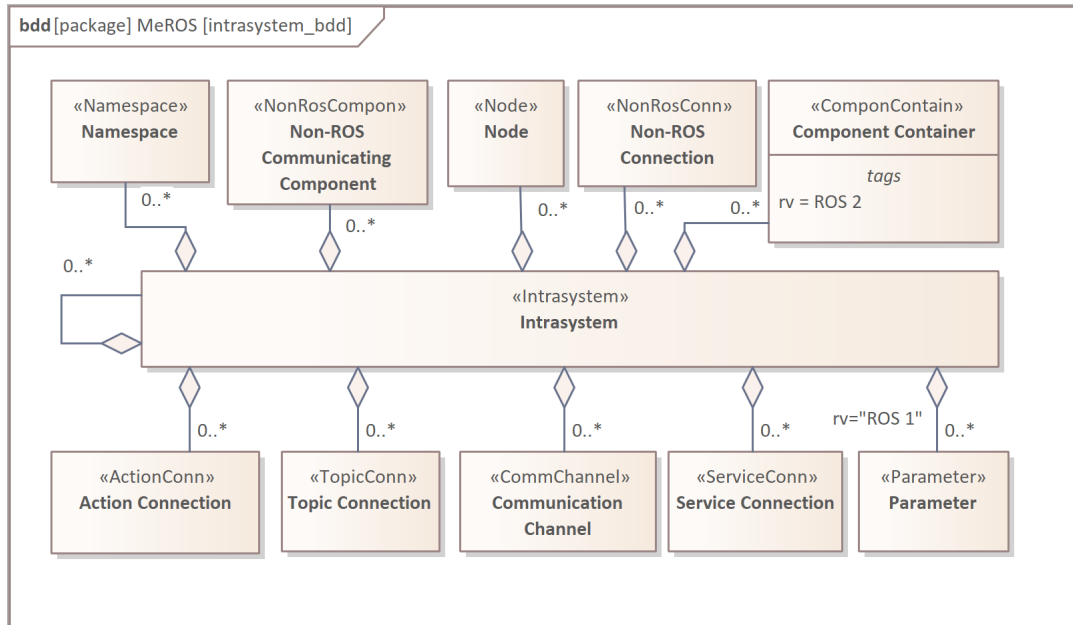 bdd [package] MeROS [intrasystem_bdd]
«Namespace»
Namespace
«NonRosCompon»
Non-ROS
Communicating
Component
«Node»
Node
«NonRosConn»
Non-ROS
Connection
«ComponContain»
Component Container
tags
rv = ROS 2
0..*
0..*
0..*
0..*
0..*
0..*
«Intrasystem»
Intrasystem
rv="ROS 1"
0..*
0..*
0..*
0..*
0..*
«ActionConn»
Action Connection
«TopicConn»
Topic Connection
«CommChannel»
Communication
Channel
«ServiceConn»
Service Connection
«Parameter»
Parameter